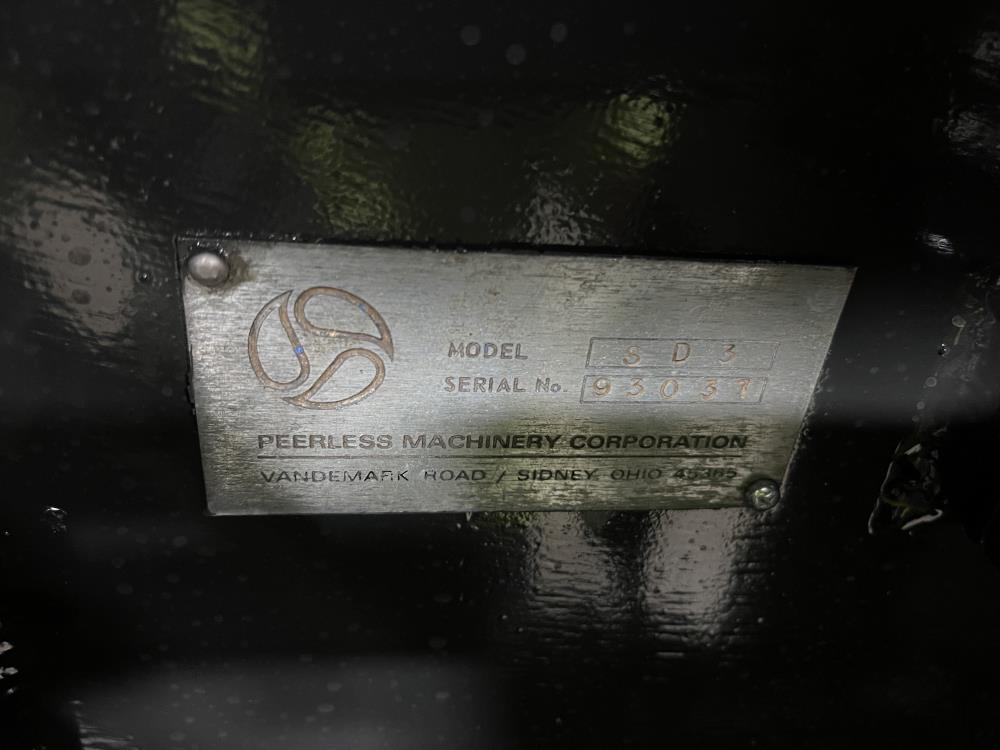 MODEL SD3
SERIAL No. 93037
PEERLESS MACHINERY CORPORATION
VANDEMARK ROAD / SIDNEY, OHIO 45365